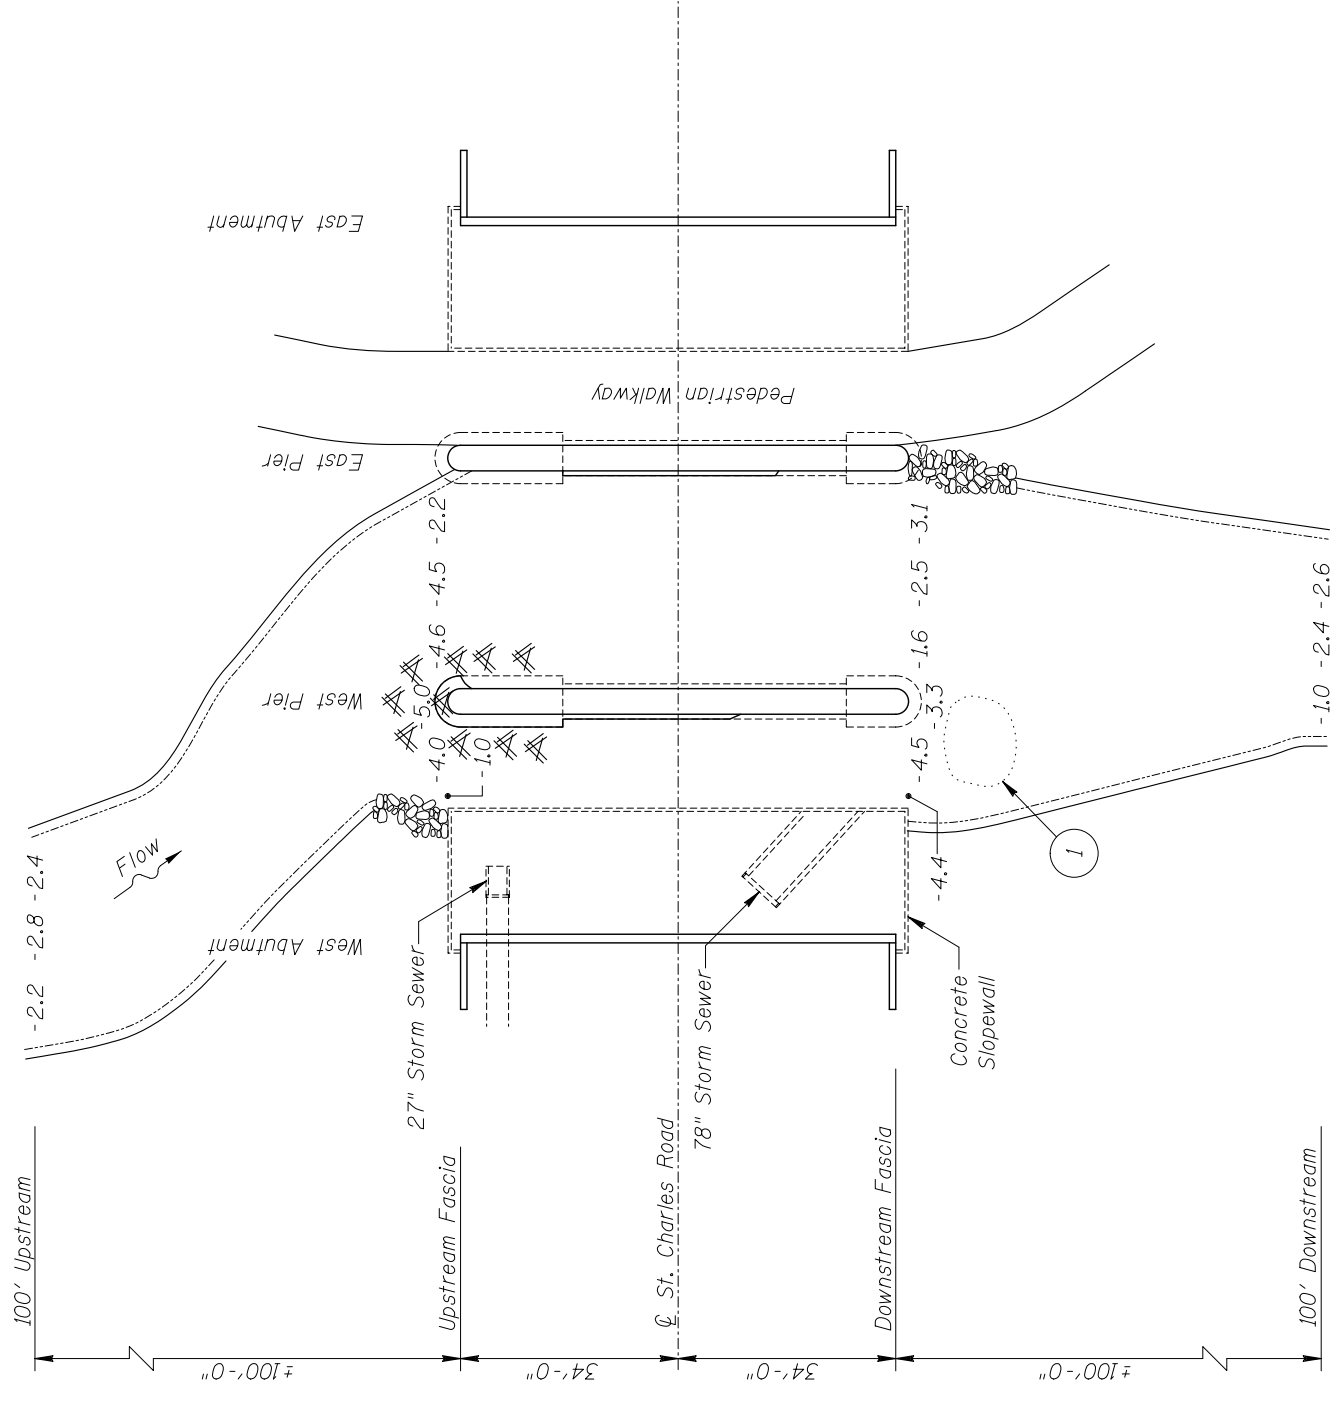 East Abutment
Pedestrian Walkway
East Pier
-2.2
-4.5
-4.6
-5.0
-4.0
-1.0
-3.1
-2.5
-1.6
-3.3
-4.5
-4.4
-2.6
-2.4
-1.0
West Pier
Flow
-2.4
-2.8
-2.2
West Abutment
1
27" Storm Sewer
78" Storm Sewer
Concrete
Slopewall
100' Upstream
Upstream Fascia
℄ St. Charles Road
Downstream Fascia
100' Downstream
±100'-0"
34'-0"
34'-0"
±100'-0"